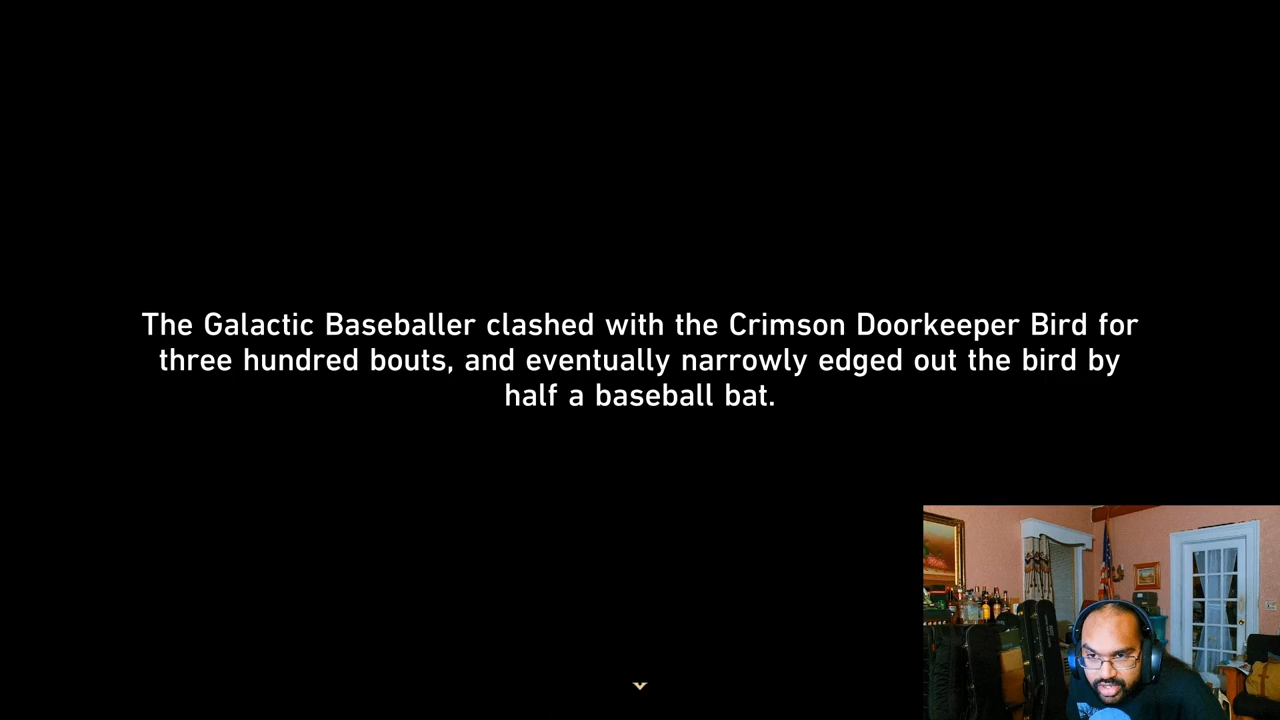 The Galactic Baseballer clashed with the Crimson Doorkeeper Bird for
three hundred bouts, and eventually narrowly edged out the bird by
half a baseball bat.